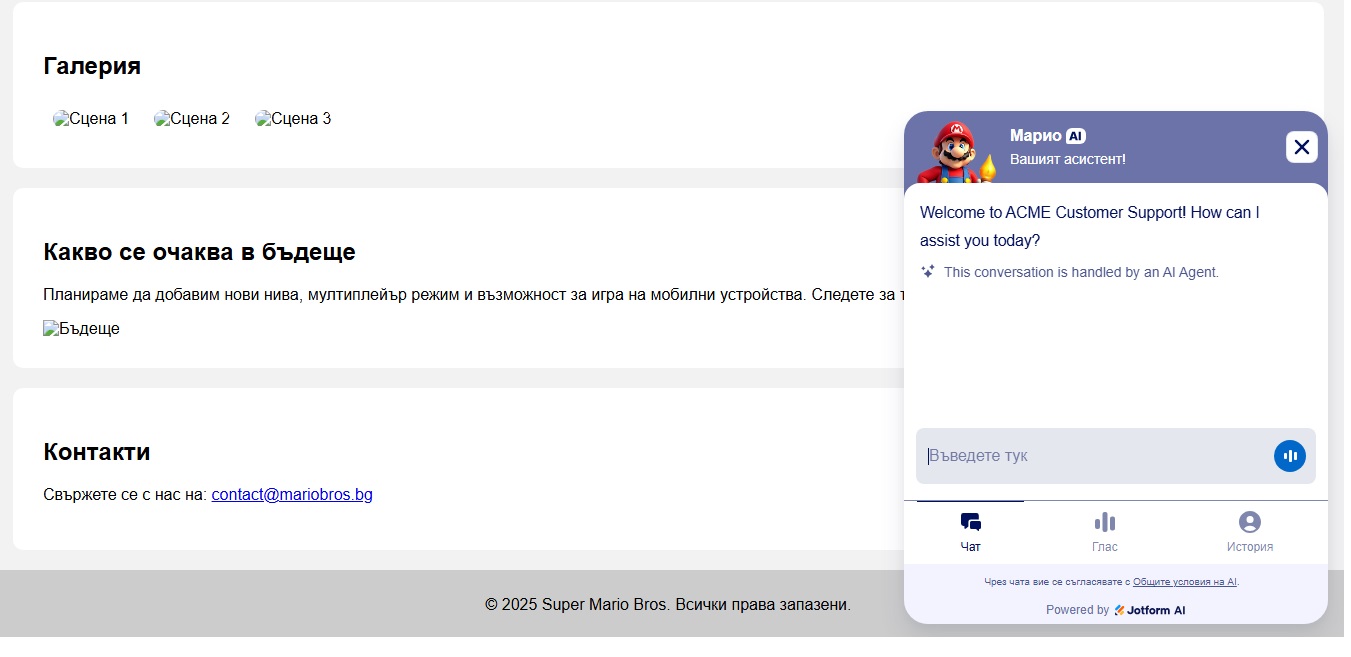 Галерия
Сцена 1 Сцена 2 Сцена 3
Какво се очаква в бъдеще
Планираме да добавим нови нива, мултиплейър режим и възможност за игра на мобилни устройства. Следете за
Бъдеще
Контакти
Свържете се с нас на: contact@mariobros.bg
© 2025 Super Mario Bros. Всички права запазени.
Марио AI
Вашият асистент!
Welcome to ACME Customer Support! How can I
assist you today?
This conversation is handled by an AI Agent.
Въведете тук
Чат Глас История
Чрез чата вие се съгласявате с Общите условия на AI.
Powered by Jotform AI